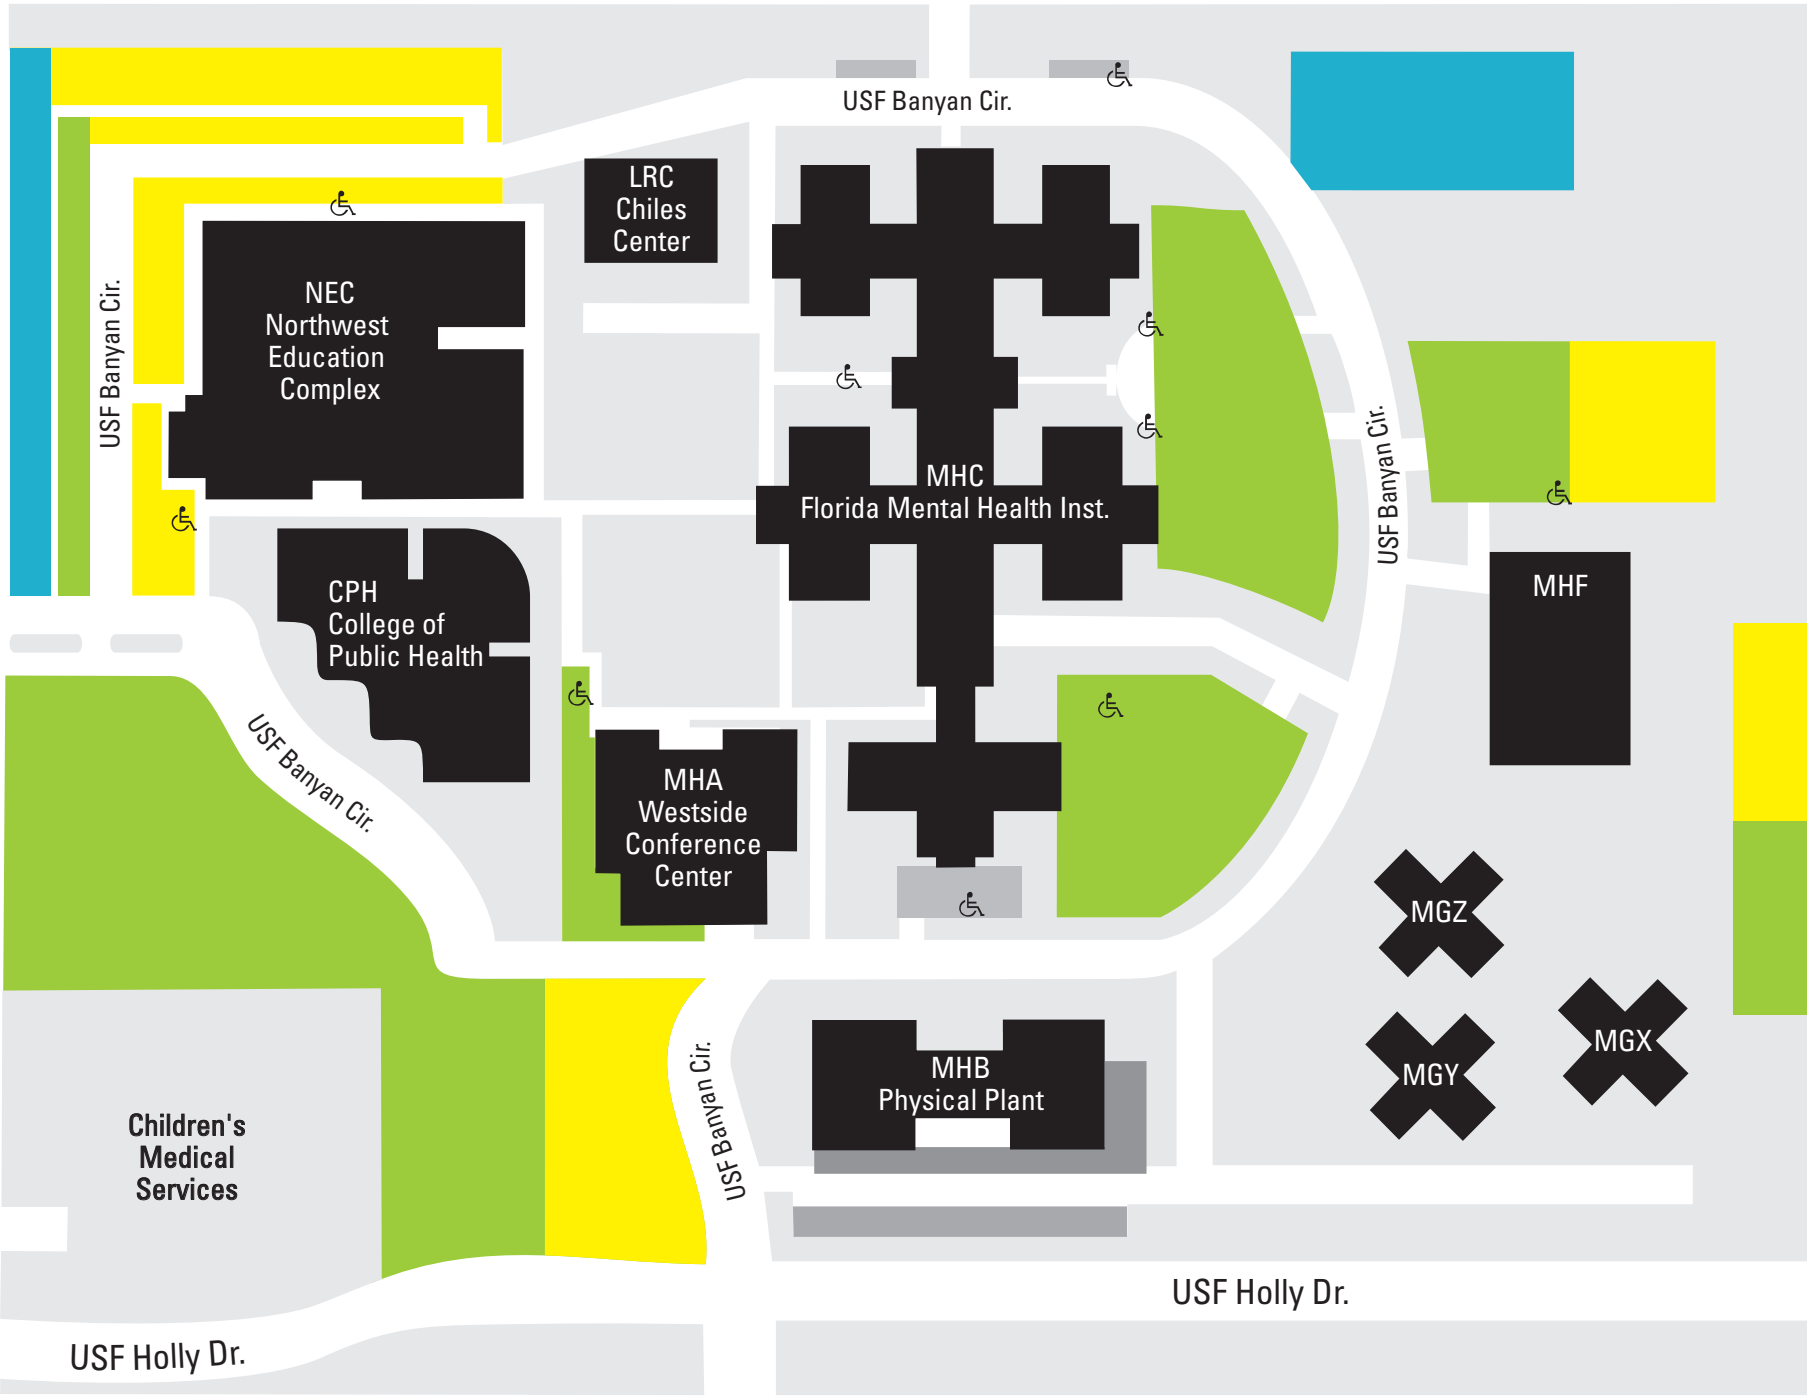 USF Banyan Cir.
LRC
Chiles
Center
NEC
Northwest
Education
Complex
USF Banyan Cir.
MHC
Florida Mental Health Inst.
USF Banyan Cir.
CPH
College of
Public Health
MHF
USF Banyan Cir.
MHA
Westside
Conference
Center
MGZ
MGX
MGY
MHB
Physical Plant
USF Banyan Cir.
Children's
Medical
Services
USF Holly Dr.
USF Holly Dr.